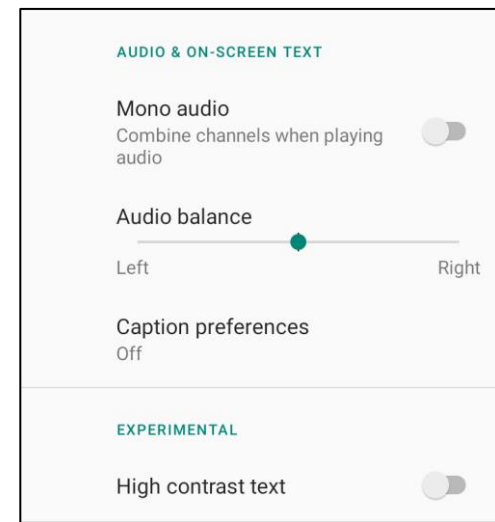 AUDIO & ON-SCREEN TEXT
Mono audio
Combine channels when playing
audio
Audio balance
Left Right
Caption preferences
Off
EXPERIMENTAL
High contrast text